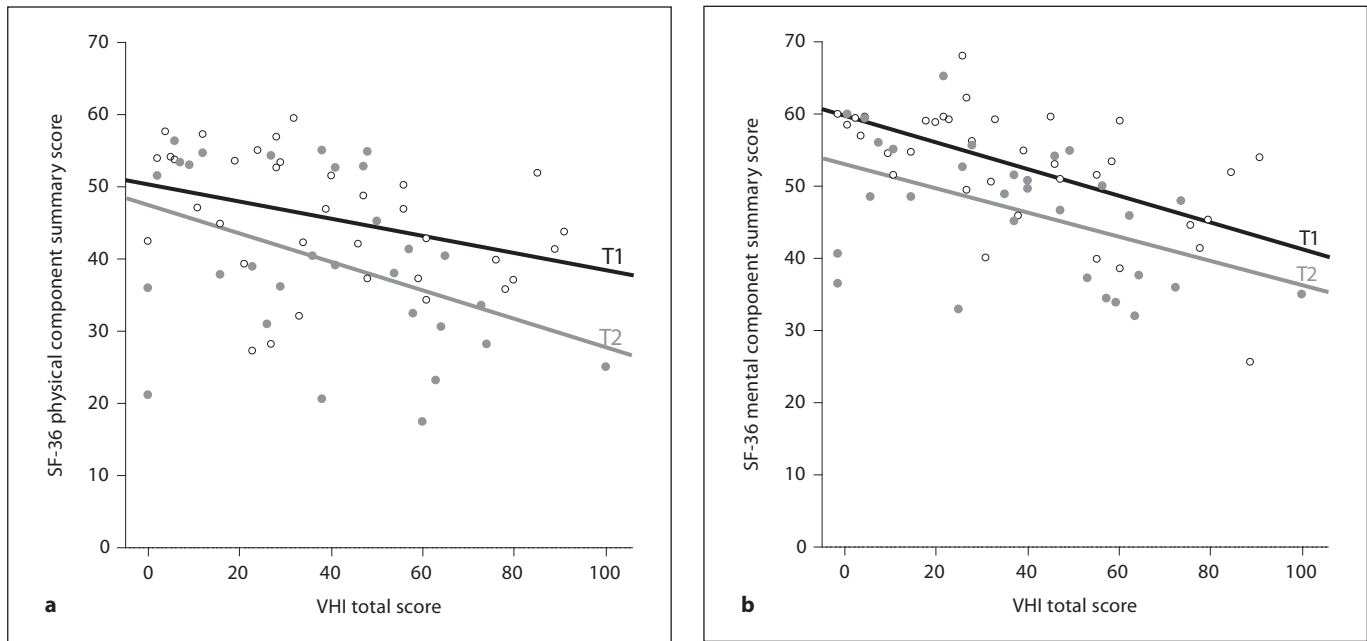 70
60
50
40
30
20
10
0
SF-36 physical component summary score
T1
T2
0 20 40 60 80 100
VHI total score
a
70
60
50
40
30
20
10
0
SF-36 mental component summary score
T1
T2
0 20 40 60 80 100
VHI total score
b